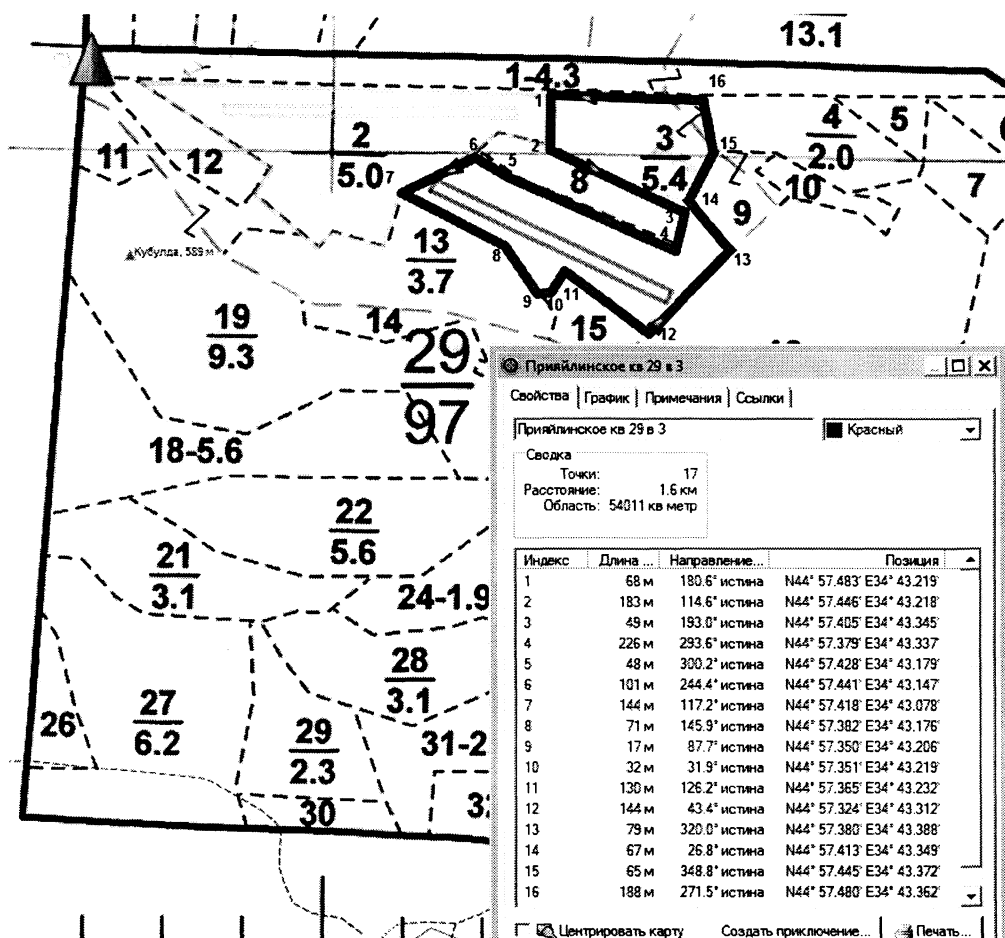 13.1
1-4.3
16
1
4
2.0
5
2
5.0
3
5.4
15
11
12
6
5
2
8
10
7
7
14
9
3
4
13
Кубулда, 589 м
13
3.7
8
9
10
11
12
15
19
9.3
14
29
97
18-5.6
22
5.6
21
3.1
24-1.9
28
3.1
26
27
6.2
29
2.3
31-2
30
Прияйлинское кв 29 в 3
Свойства График Примечания Ссылки
Прияйлинское кв 29 в 3 Красный
Сводка
Точки: 17
Расстояние: 1.6 км
Область: 54011 кв метр
Индекс Длина ... Направление... Позиция
1 68 м 180.6° истина N44° 57.483' E34° 43.219'
2 183 м 114.6° истина N44° 57.446' E34° 43.218'
3 49 м 193.0° истина N44° 57.405' E34° 43.345'
4 226 м 293.6° истина N44° 57.379' E34° 43.337'
5 48 м 300.2° истина N44° 57.428' E34° 43.179'
6 101 м 244.4° истина N44° 57.441' E34° 43.147'
7 144 м 117.2° истина N44° 57.418' E34° 43.078'
8 71 м 145.9° истина N44° 57.382' E34° 43.176'
9 17 м 87.7° истина N44° 57.350' E34° 43.206'
10 32 м 31.9° истина N44° 57.351' E34° 43.219'
11 130 м 126.2° истина N44° 57.365' E34° 43.232'
12 144 м 43.4° истина N44° 57.324' E34° 43.312'
13 79 м 320.0° истина N44° 57.380' E34° 43.388'
14 67 м 26.8° истина N44° 57.413' E34° 43.349'
15 65 м 348.8° истина N44° 57.445' E34° 43.372'
16 188 м 271.5° истина N44° 57.480' E34° 43.362'
Центрировать карту Создать приключение... Печать...